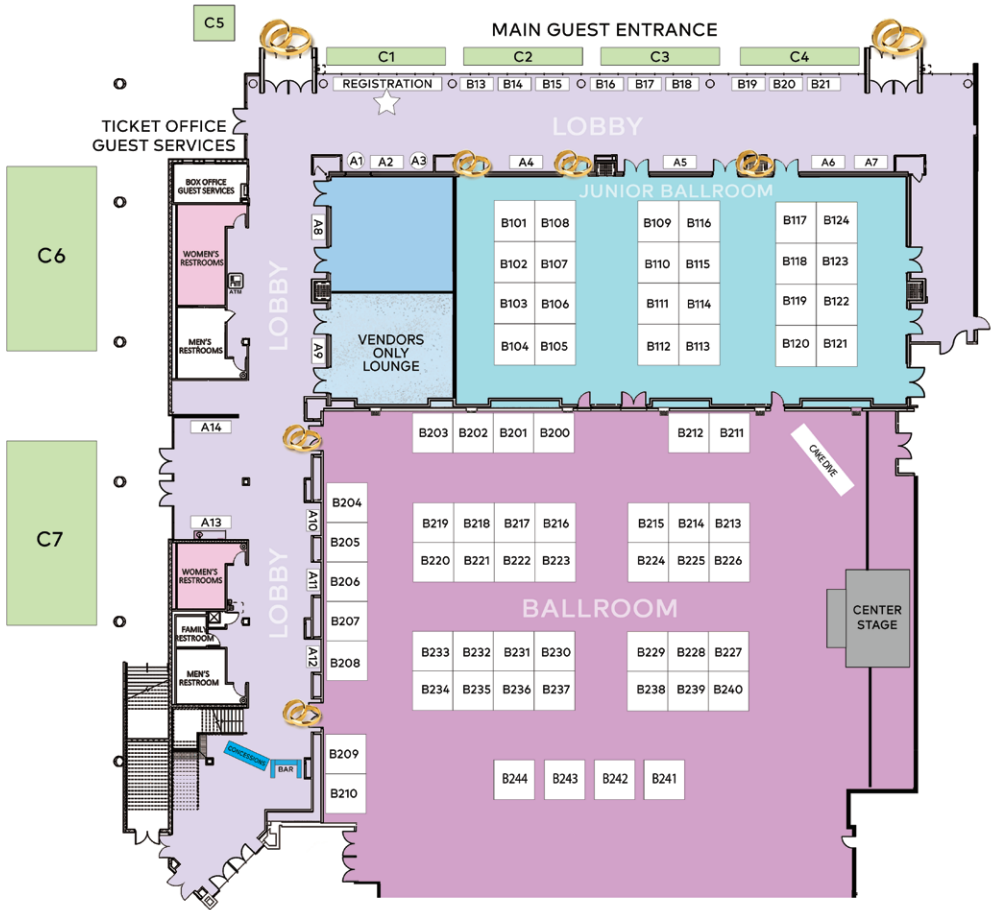 C5
MAIN GUEST ENTRANCE
C1
C2
C3
C4
REGISTRATION
B13
B14
B15
B16
B17
B18
B19
B20
B21
TICKET OFFICE
GUEST SERVICES
LOBBY
A1
A2
A3
A4
A5
A6
A7
BOX OFFICE
GUEST SERVICES
JUNIOR BALLROOM
C6
WOMEN'S
RESTROOMS
ATM
MEN'S
RESTROOMS
LOBBY
A8
A9
VENDORS
ONLY
LOUNGE
B101 B108
B102 B107
B103 B106
B104 B105
B109 B116
B110 B115
B111 B114
B112 B113
B117 B124
B118 B123
B119 B122
B120 B121
C7
A14
A13
WOMEN'S
RESTROOMS
FAMILY
RESTROOM
MEN'S
RESTROOM
LOBBY
A10
A11
A12
CONCESSIONS
BAR
B203 B202 B201 B200
B212 B211
CAKE DIVE
B204
B205
B206
B207
B208
B209
B210
B219 B218 B217 B216
B220 B221 B222 B223
B215 B214 B213
B224 B225 B226
BALLROOM
CENTER
STAGE
B233 B232 B231 B230
B234 B235 B236 B237
B229 B228 B227
B238 B239 B240
B244
B243
B242
B241